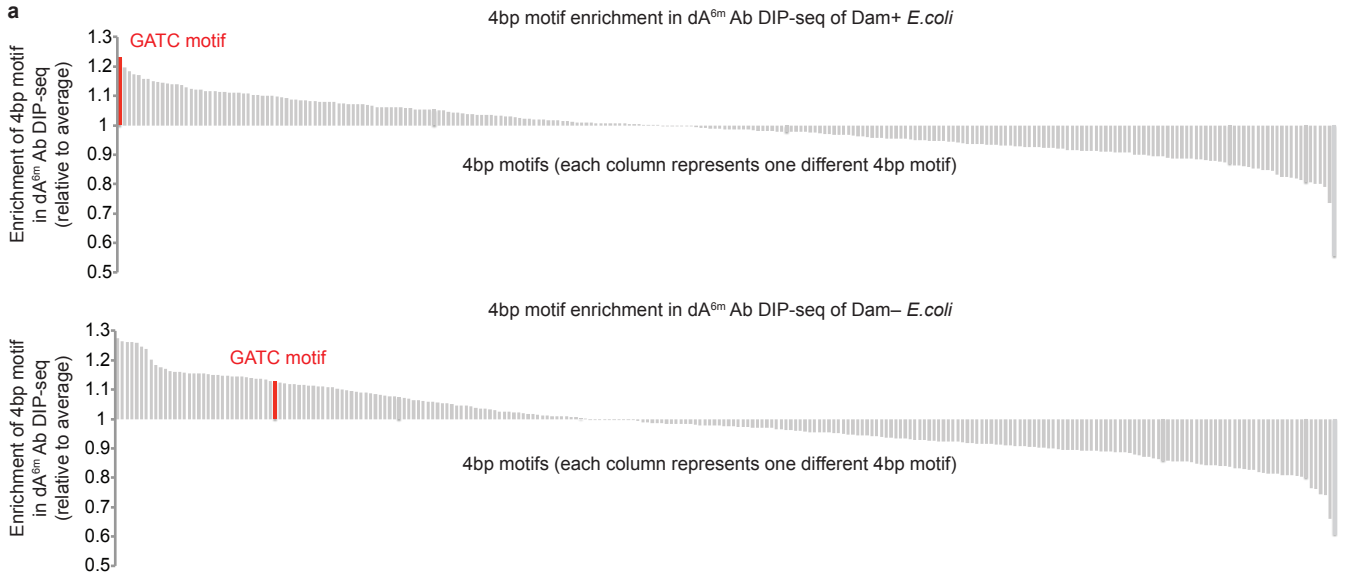 a
4bp motif enrichment in dA⁶ᵐ Ab DIP-seq of Dam+ E.coli
Enrichment of 4bp motif
in dA⁶ᵐ Ab DIP-seq
(relative to average)
1.3
1.2
1.1
1
0.9
0.8
0.7
0.6
0.5
GATC motif
4bp motifs (each column represents one different 4bp motif)
4bp motif enrichment in dA⁶ᵐ Ab DIP-seq of Dam– E.coli
Enrichment of 4bp motif
in dA⁶ᵐ Ab DIP-seq
(relative to average)
1.3
1.2
1.1
1
0.9
0.8
0.7
0.6
0.5
GATC motif
4bp motifs (each column represents one different 4bp motif)